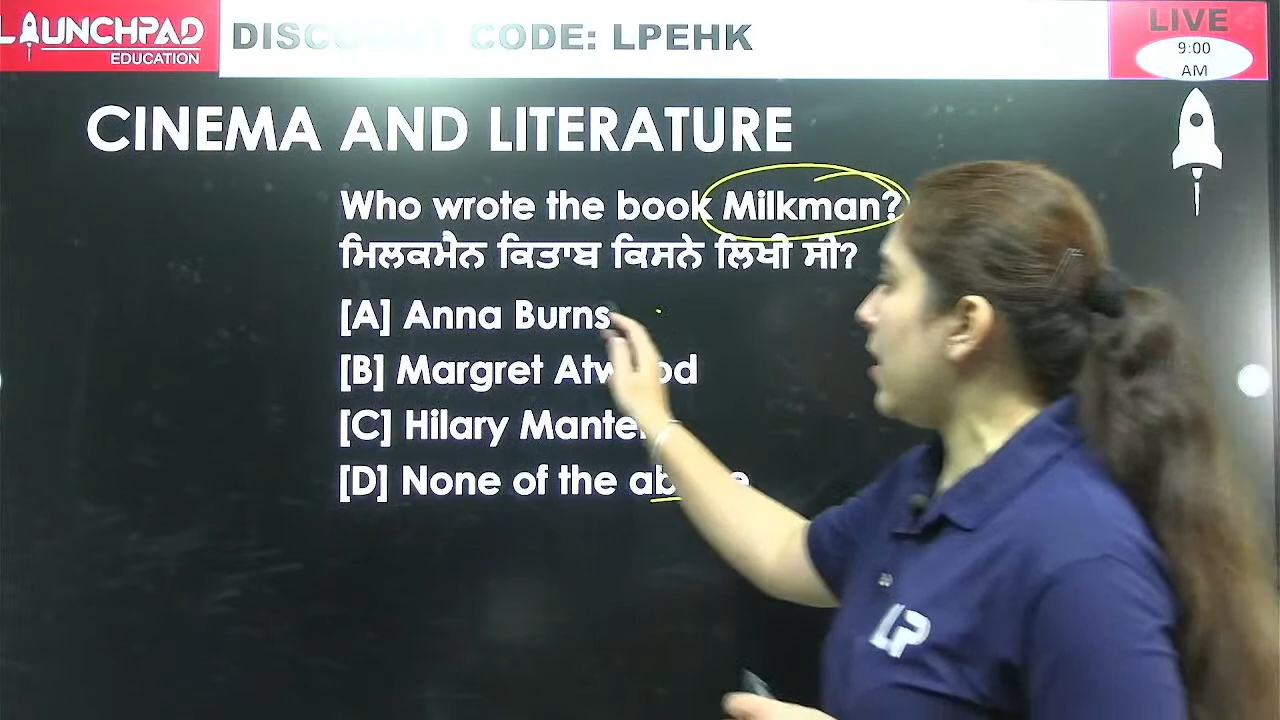 LAUNCHPAD
EDUCATION
CODE: LPEHK
LIVE
9:00
AM
CINEMA AND LITERATURE
Who wrote the book Milkman?
ਮਿਲਕਮੈਨ ਕਿਤਾਬ ਕਿਸਨੇ ਲਿਖੀ ਸੀ?
[A] Anna Burns
[B] Margret
[C] Hilary
[D] None of the
LP